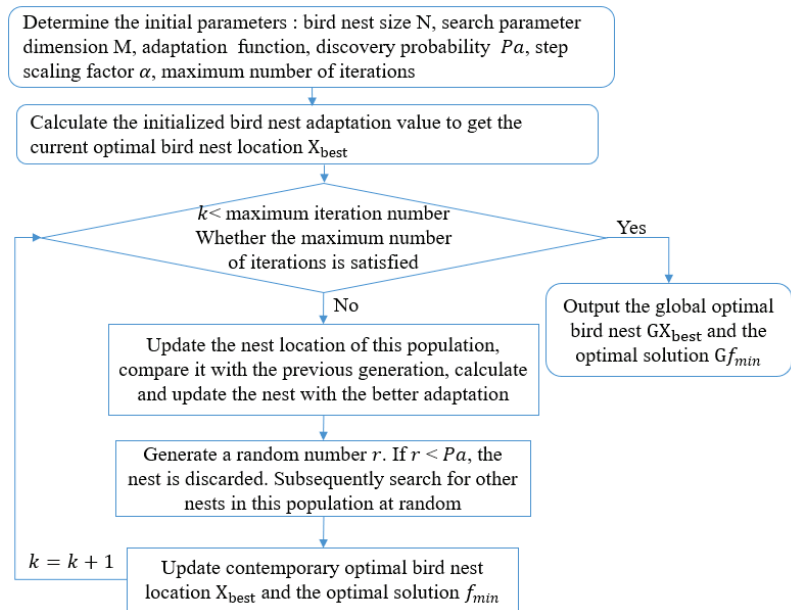 Determine the initial parameters : bird nest size N, search parameter
dimension M, adaptation function, discovery probability Pa, step
scaling factor α, maximum number of iterations
Calculate the initialized bird nest adaptation value to get the
current optimal bird nest location X_best
k< maximum iteration number
Whether the maximum number
of iterations is satisfied
Yes
No
Output the global optimal
bird nest GX_best and the
optimal solution Gf_min
Update the nest location of this population,
compare it with the previous generation, calculate
and update the nest with the better adaptation
Generate a random number r. If r < Pa, the
nest is discarded. Subsequently search for other
nests in this population at random
k = k + 1
Update contemporary optimal bird nest
location X_best and the optimal solution f_min